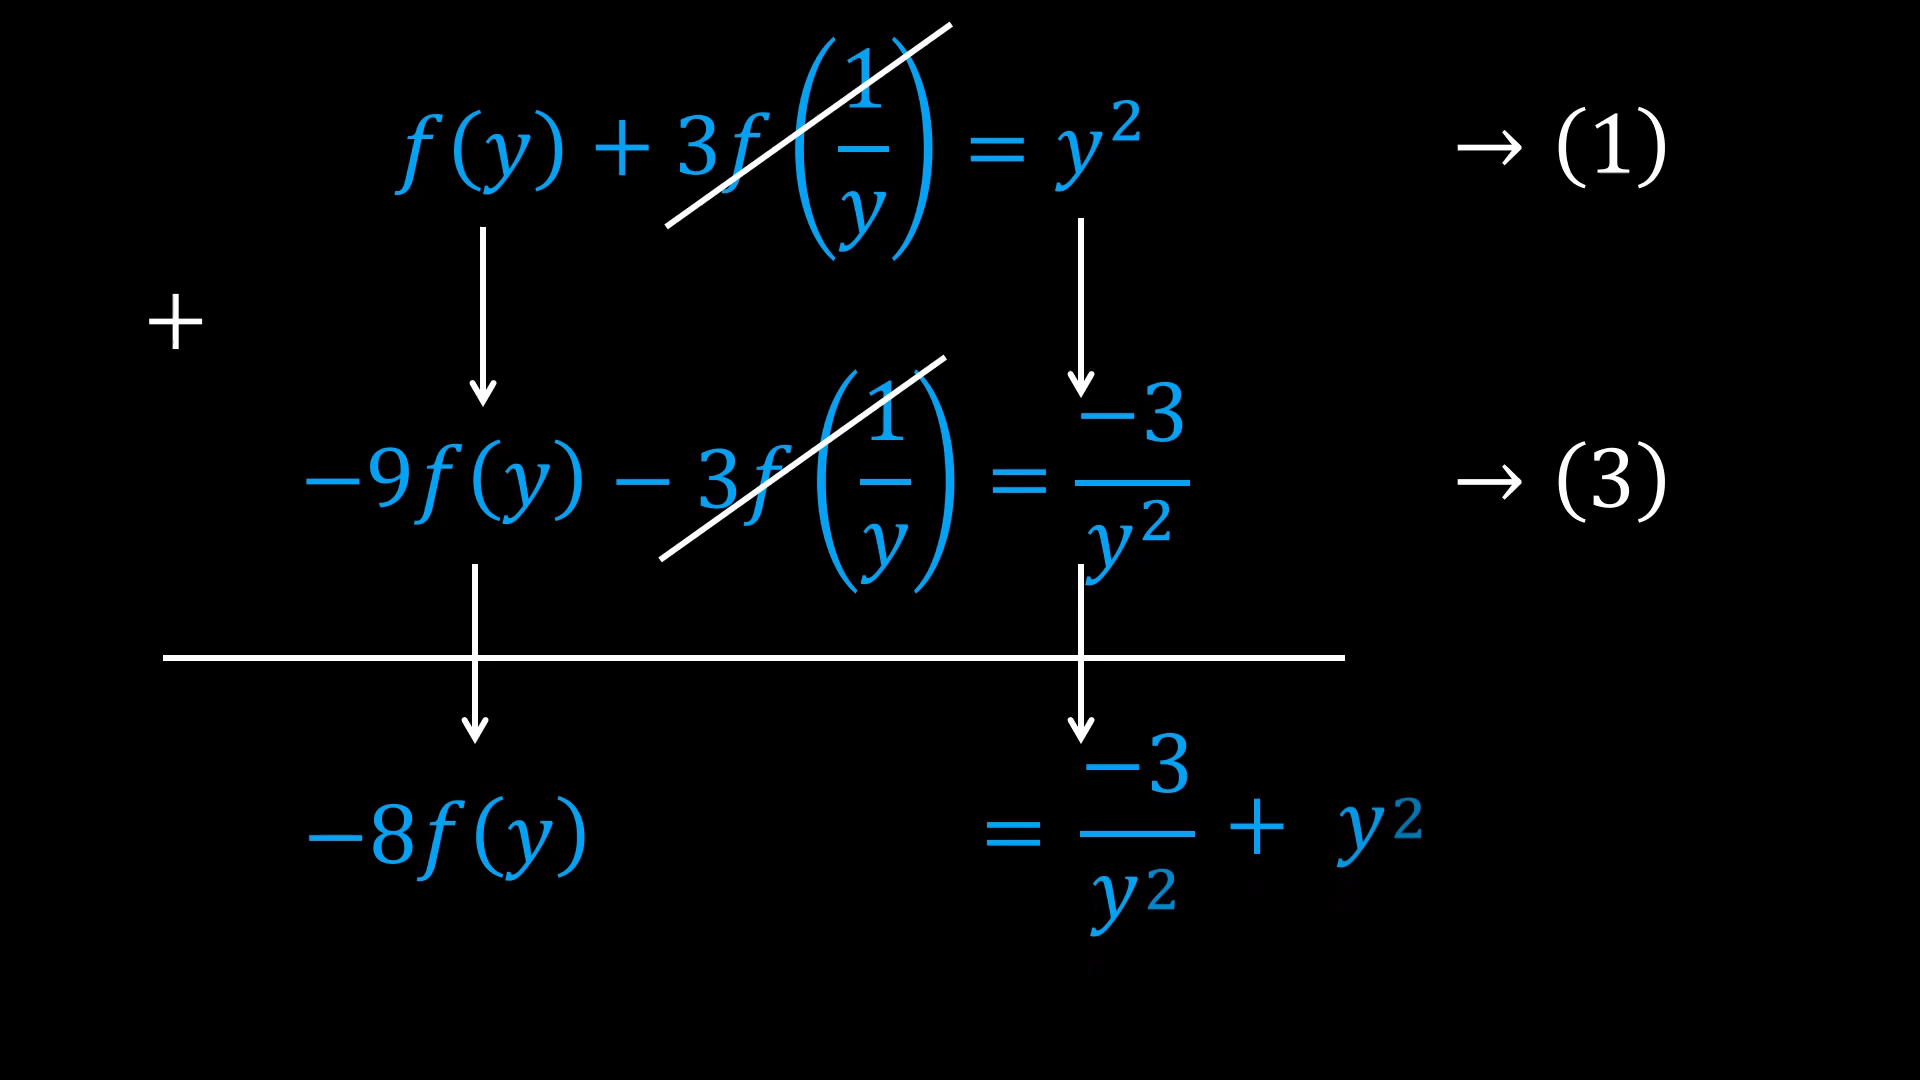 f(y) + 3f(1/y) = y² → (1)
+
−9f(y) − 3f(1/y) = −3/y² → (3)
−8f(y) = −3/y² + y²